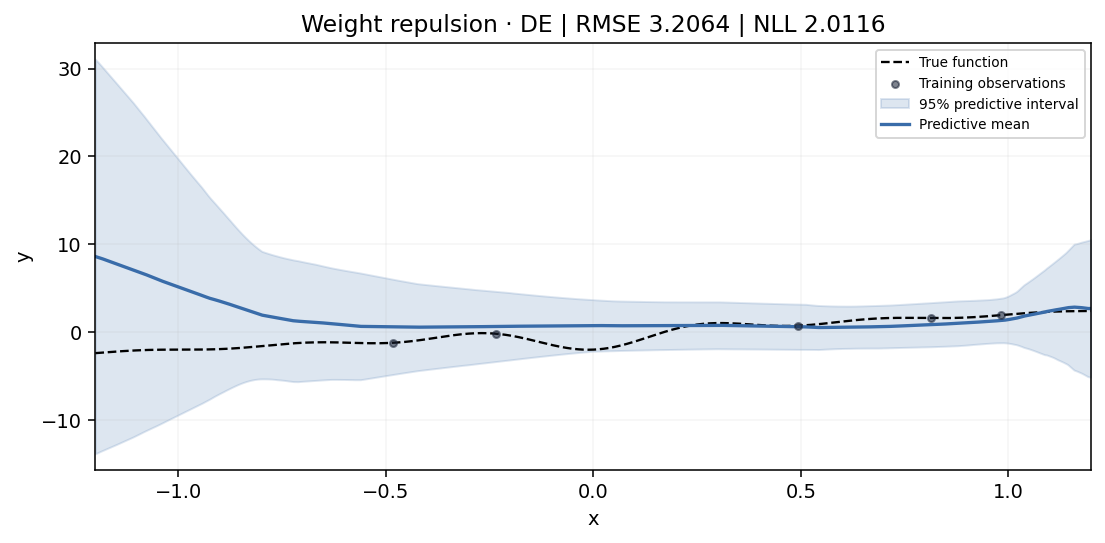 Weight repulsion · DE | RMSE 3.2064 | NLL 2.0116
True function
Training observations
95% predictive interval
Predictive mean
y
30
20
10
0
−10
−1.0
−0.5
0.0
0.5
1.0
x